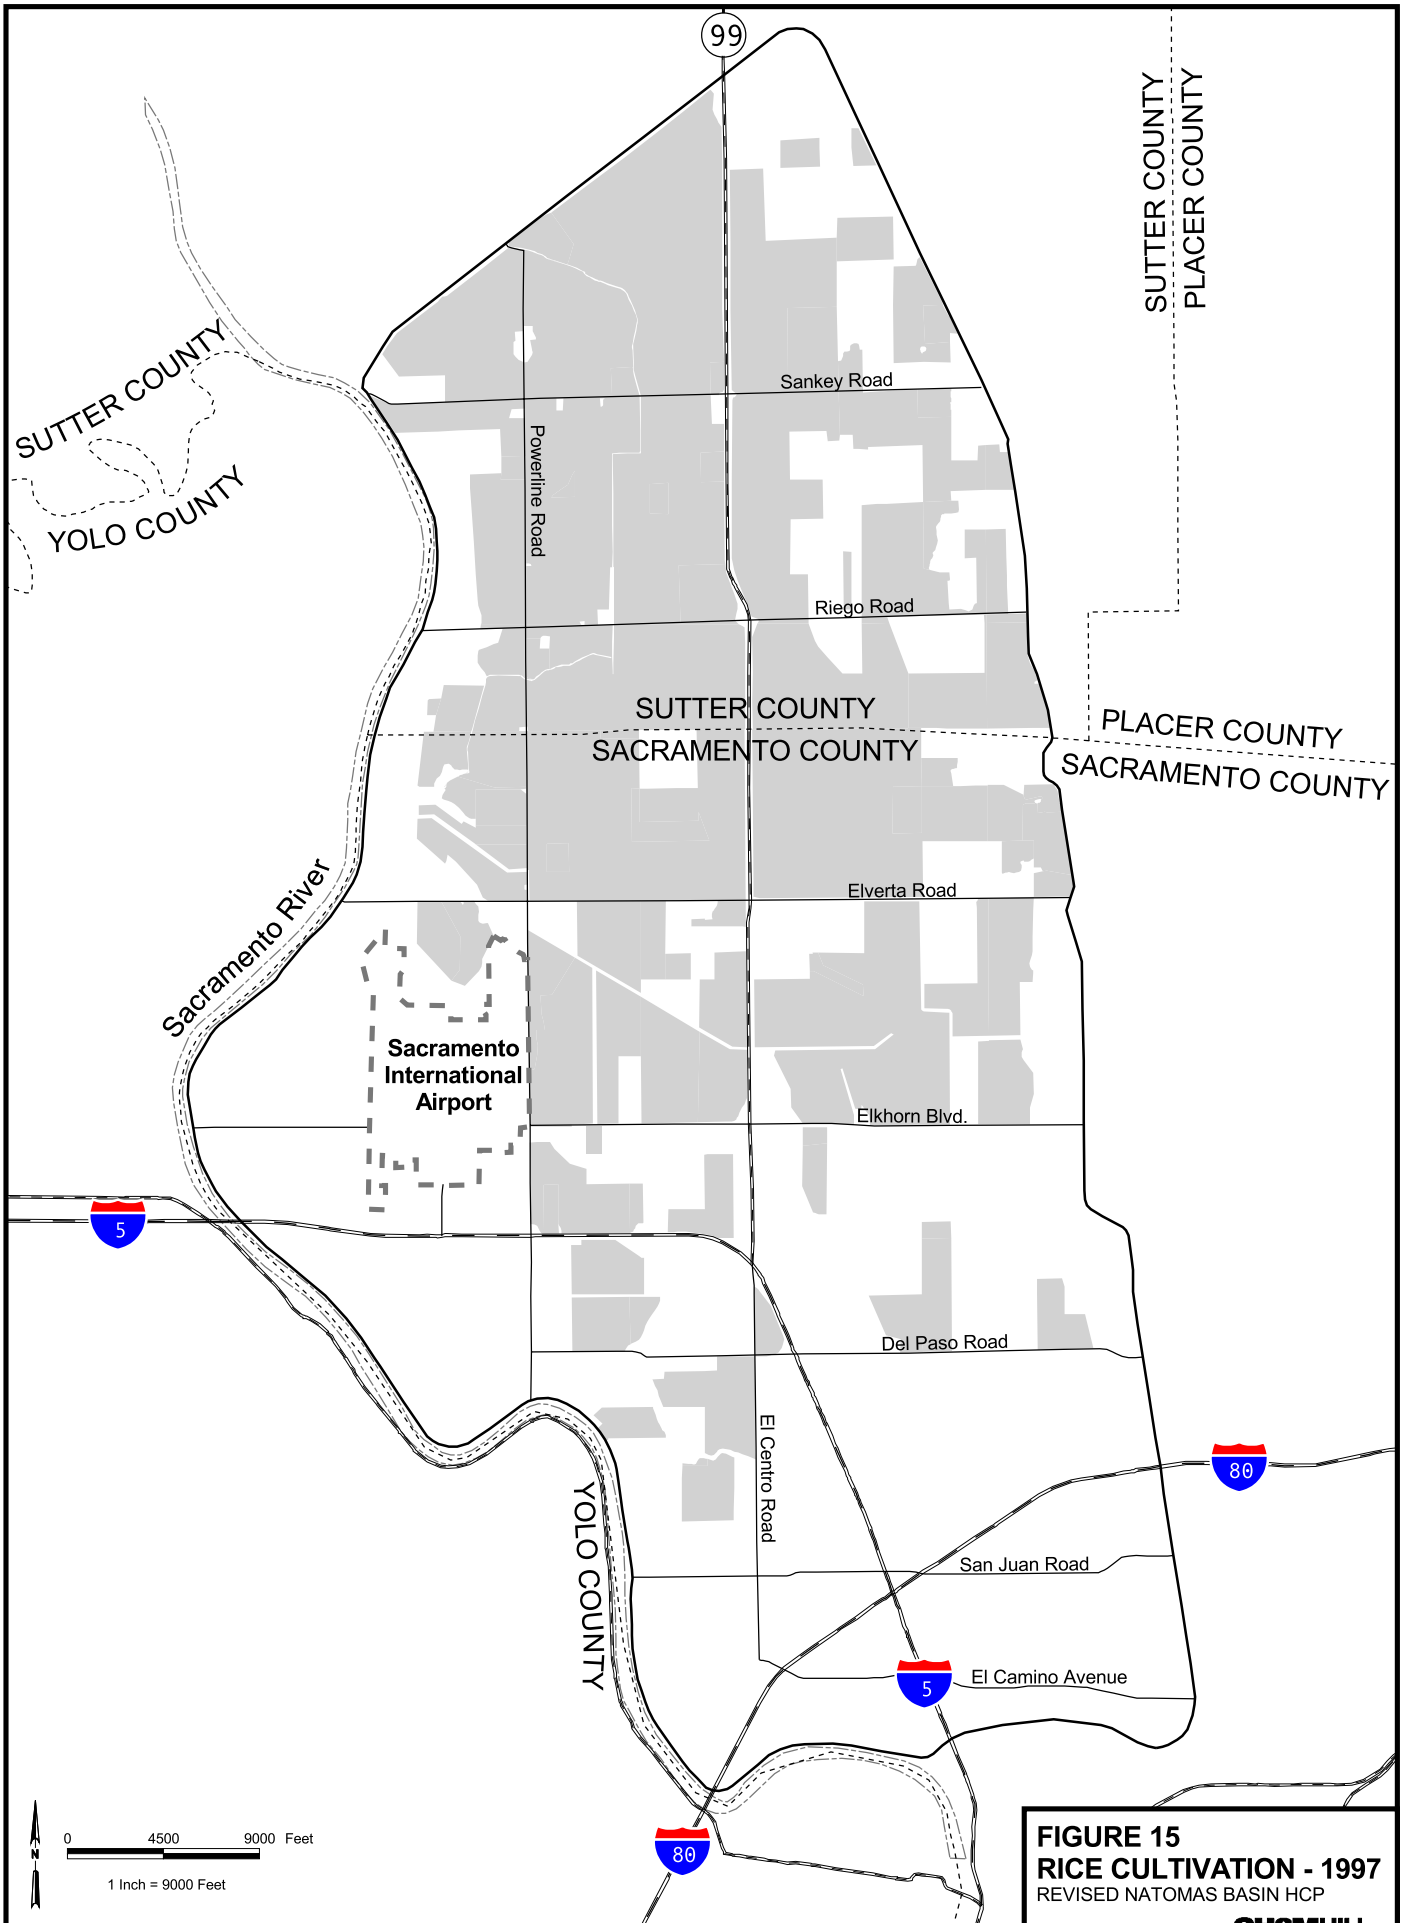 99
SUTTER COUNTY
PLACER COUNTY
SUTTER COUNTY
YOLO COUNTY
Sankey Road
Powerline Road
Riego Road
SUTTER COUNTY
SACRAMENTO COUNTY
PLACER COUNTY
SACRAMENTO COUNTY
Elverta Road
Sacramento River
Sacramento
International
Airport
Elkhorn Blvd.
5
Del Paso Road
El Centro Road
80
YOLO COUNTY
San Juan Road
El Camino Avenue
5
80
N
0 4500 9000 Feet
1 Inch = 9000 Feet
FIGURE 15
RICE CULTIVATION - 1997
REVISED NATOMAS BASIN HCP